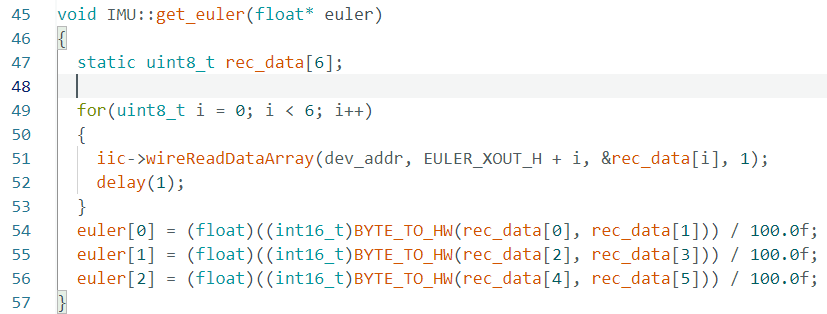 45 void IMU::get_euler(float* euler)
46 {
47 static uint8_t rec_data[6];
48
49 for(uint8_t i = 0; i < 6; i++)
50 {
51 iic->wireReadDataArray(dev_addr, EULER_XOUT_H + i, &rec_data[i], 1);
52 delay(1);
53 }
54 euler[0] = (float)((int16_t)BYTE_TO_HW(rec_data[0], rec_data[1])) / 100.0f;
55 euler[1] = (float)((int16_t)BYTE_TO_HW(rec_data[2], rec_data[3])) / 100.0f;
56 euler[2] = (float)((int16_t)BYTE_TO_HW(rec_data[4], rec_data[5])) / 100.0f;
57 }